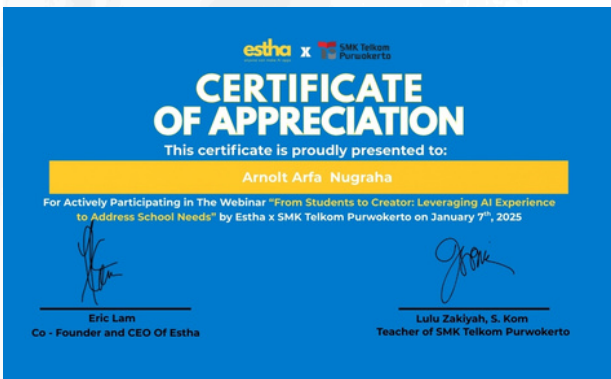 estha x SMK Telkom Purwokerto
CERTIFICATE
OF APPRECIATION
This certificate is proudly presented to:
Arnolt Arfa Nugraha
For Actively Participating in The Webinar “From Students to Creator: Leveraging AI Experience
to Address School Needs” by Estha x SMK Telkom Purwokerto on January 7th, 2025
Eric Lam
Co - Founder and CEO Of Estha
Lulu Zakiyah, S. Kom
Teacher of SMK Telkom Purwokerto